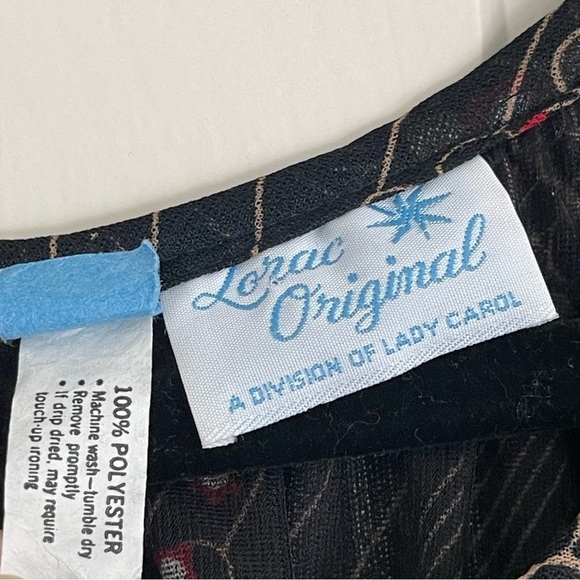 Lorac
Original
A DIVISION OF LADY CAROL
100% POLYESTER
• Machine wash—tumble dry
• Remove promptly
• If drip dred, may require
touch-up ironing